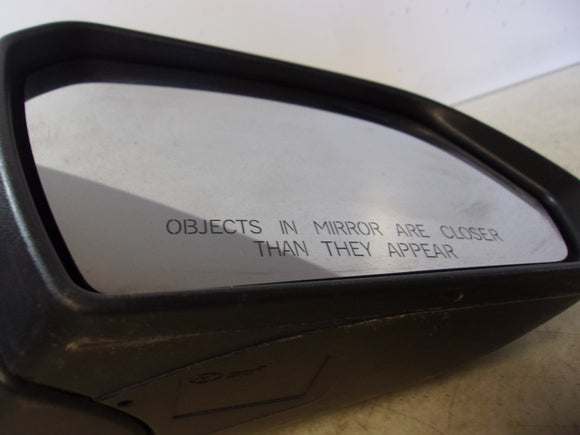 OBJECTS IN MIRROR ARE CLOSER
THAN THEY APPEAR